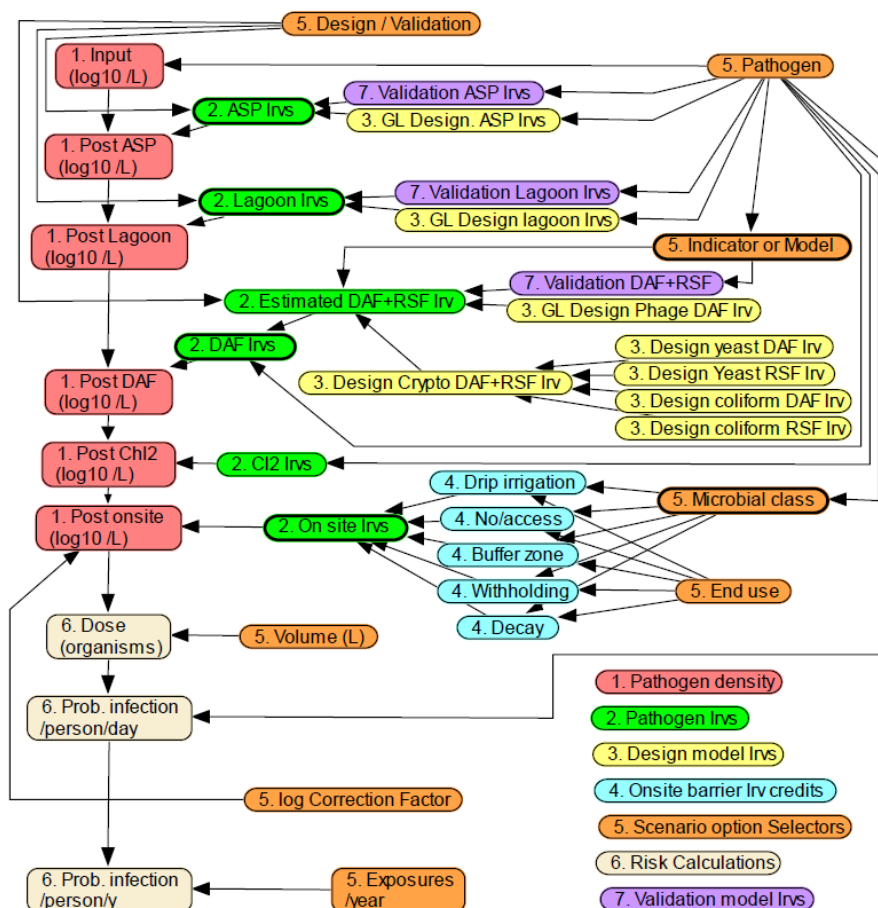 5. Design / Validation
1. Input
(log10 /L)
5. Pathogen
7. Validation ASP lrvs
2. ASP lrvs
3. GL Design. ASP lrvs
1. Post ASP
(log10 /L)
7. Validation Lagoon lrvs
2. Lagoon lrvs
3. GL Design lagoon lrvs
1. Post Lagoon
(log10 /L)
5. Indicator or Model
7. Validation DAF+RSF
2. Estimated DAF+RSF lrv
3. GL Design Phage DAF lrv
2. DAF lrvs
3. Design yeast DAF lrv
3. Design Yeast RSF lrv
3. Design Crypto DAF+RSF lrv
1. Post DAF
(log10 /L)
3. Design coliform DAF lrv
3. Design coliform RSF lrv
1. Post Chl2
(log10 /L)
2. Cl2 lrvs
4. Drip irrigation
5. Microbial class
1. Post onsite
(log10 /L)
2. On site lrvs
4. No/access
4. Buffer zone
4. Withholding
5. End use
4. Decay
6. Dose
(organisms)
5. Volume (L)
1. Pathogen density
6. Prob. infection
/person/day
2. Pathogen lrvs
3. Design model lrvs
4. Onsite barrier lrv credits
5. log Correction Factor
5. Scenario option Selectors
6. Risk Calculations
6. Prob. infection
/person/y
5. Exposures
/year
7. Validation model lrvs